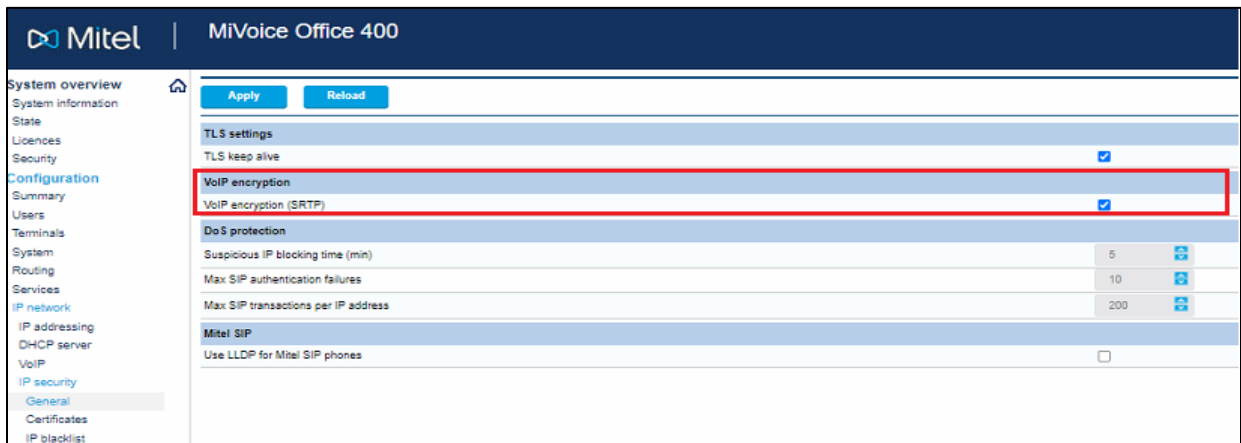 Mitel | MiVoice Office 400
System overview
System information
State
Licences
Security
Configuration
Summary
Users
Terminals
System
Routing
Services
IP network
IP addressing
DHCP server
VoIP
IP security
General
Certificates
IP blacklist
Apply Reload
TLS settings
TLS keep alive
VoIP encryption
VoIP encryption (SRTP)
DoS protection
Suspicious IP blocking time (min) 5
Max SIP authentication failures 10
Max SIP transactions per IP address 200
Mitel SIP
Use LLDP for Mitel SIP phones